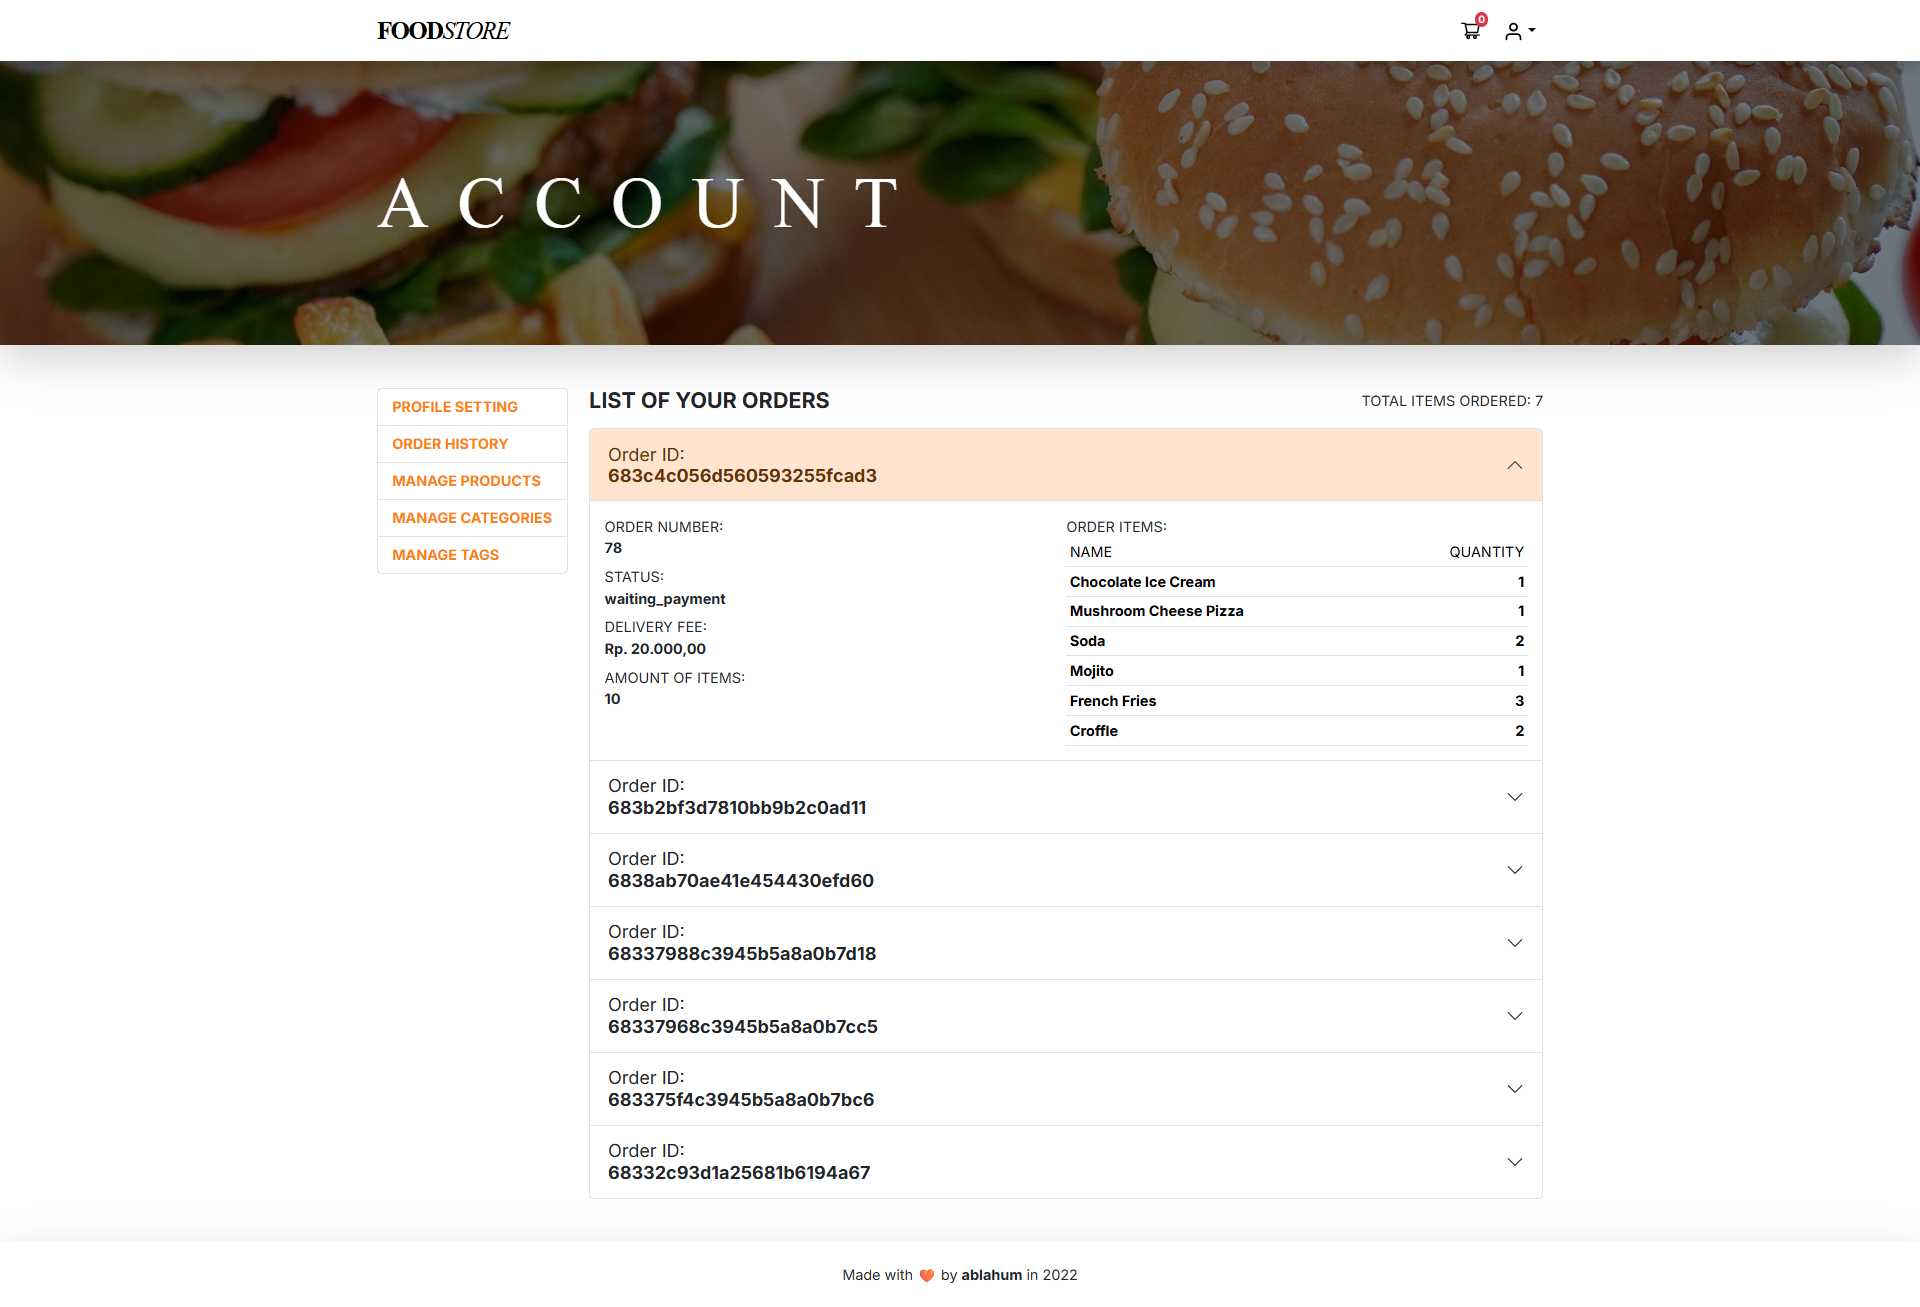 FOODSTORE
0
ACCOUNT
PROFILE SETTING
ORDER HISTORY
MANAGE PRODUCTS
MANAGE CATEGORIES
MANAGE TAGS
LIST OF YOUR ORDERS
TOTAL ITEMS ORDERED: 7
Order ID:
683c4c056d560593255fcad3
ORDER NUMBER:
78
STATUS:
waiting_payment
DELIVERY FEE:
Rp. 20.000,00
AMOUNT OF ITEMS:
10
ORDER ITEMS:
NAME QUANTITY
Chocolate Ice Cream 1
Mushroom Cheese Pizza 1
Soda 2
Mojito 1
French Fries 3
Croffle 2
Order ID:
683b2bf3d7810bb9b2c0ad11
Order ID:
6838ab70ae41e454430efd60
Order ID:
68337988c3945b5a8a0b7d18
Order ID:
68337968c3945b5a8a0b7cc5
Order ID:
683375f4c3945b5a8a0b7bc6
Order ID:
68332c93d1a25681b6194a67
Made with 🧡 by ablahum in 2022